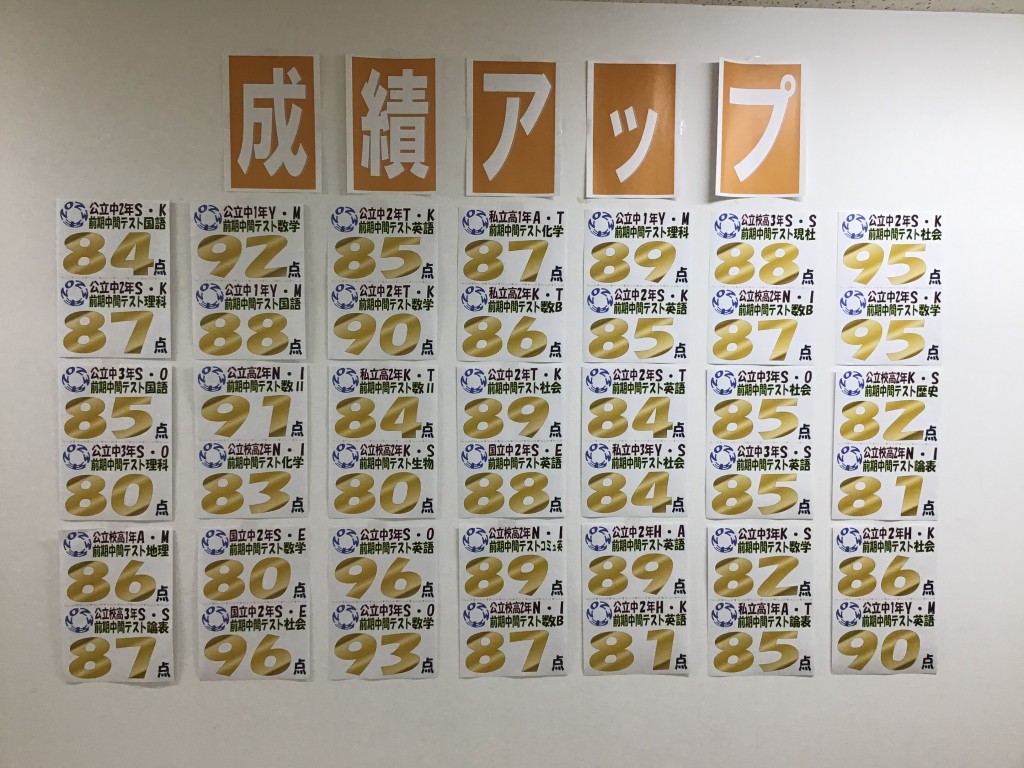 成績アップ
公立中2年S・K
前期中間テスト国語
84点
公立中1年Y・M
前期中間テスト数学
92点
公立中2年T・K
前期中間テスト英語
85点
私立高1年A・T
前期中間テスト化学
87点
公立中1年Y・M
前期中間テスト理科
89点
公立校高3年S・S
前期中間テスト現社
88点
公立中2年S・K
前期中間テスト社会
95点
公立中2年S・K
前期中間テスト理科
87点
公立中1年Y・M
前期中間テスト国語
88点
公立中2年T・K
前期中間テスト数学
90点
私立高2年K・T
前期中間テスト数B
86点
公立中2年S・K
前期中間テスト英語
85点
公立校高2年N・I
前期中間テスト数B
87点
公立中2年S・K
前期中間テスト数学
95点
公立中3年S・O
前期中間テスト国語
85点
公立高2年N・I
前期中間テスト数II
91点
私立高2年K・T
前期中間テスト数II
84点
公立中2年T・K
前期中間テスト社会
89点
公立中2年S・T
前期中間テスト英語
84点
公立中3年S・O
前期中間テスト社会
85点
公立校高2年K・S
前期中間テスト歴史
82点
公立中3年S・O
前期中間テスト理科
80点
公立校高2年N・I
前期中間テスト化学
83点
公立校高2年K・S
前期中間テスト生物
80点
国立中2年S・E
前期中間テスト英語
88点
私立中3年Y・S
前期中間テスト社会
84点
公立中3年S・S
前期中間テスト英語
85点
公立校高2年N・I
前期中間テスト論表
81点
公立校高1年A・M
前期中間テスト地理
86点
国立中2年S・E
前期中間テスト数学
80点
公立中3年S・O
前期中間テスト英語
96点
公立校高2年N・I
前期中間テストコミュ英
89点
公立中2年H・A
前期中間テスト英語
89点
公立中3年K・S
前期中間テスト数学
82点
公立中2年H・K
前期中間テスト社会
86点
公立校高3年S・S
前期中間テスト論表
87点
国立中2年S・E
前期中間テスト社会
96点
公立中3年S・O
前期中間テスト数学
93点
公立校高2年N・I
前期中間テスト数B
87点
公立中2年H・K
前期中間テスト英語
81点
私立高1年A・T
前期中間テスト論表
85点
公立中1年Y・M
前期中間テスト英語
90点